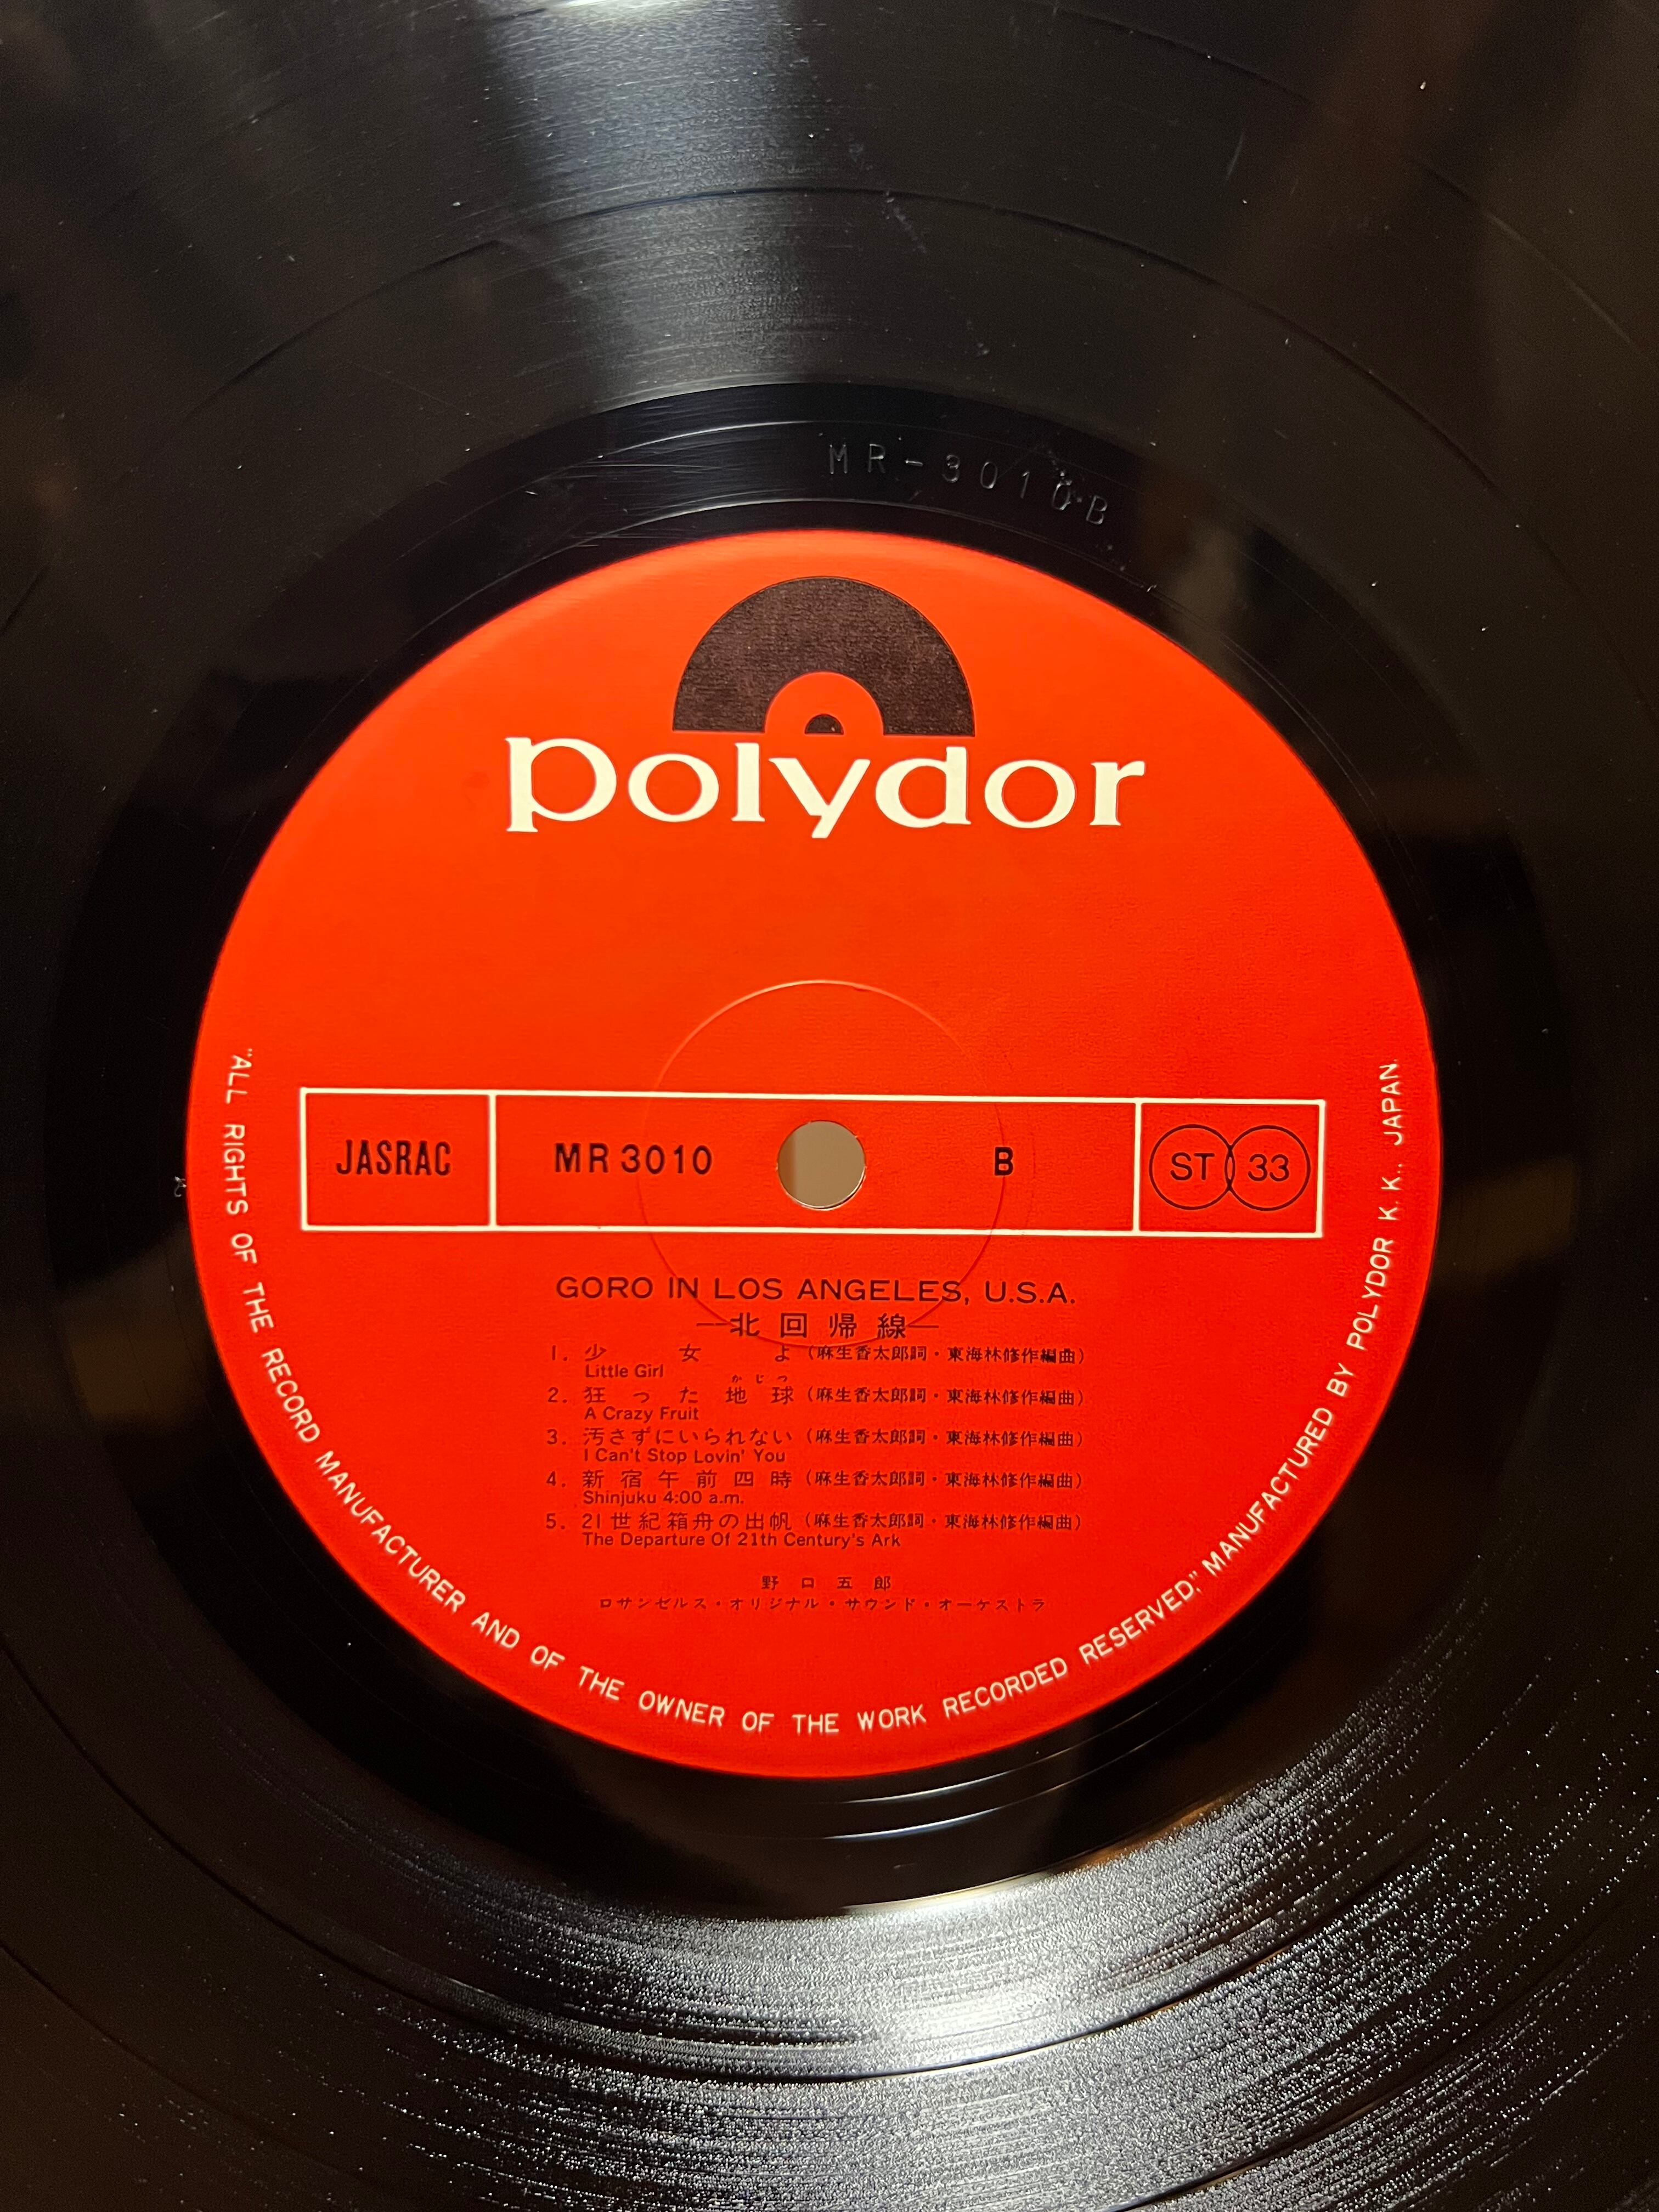 MR-3010B
polydor
JASRAC MR 3010 B ST 33
GORO IN LOS ANGELES, U.S.A.
—北回帰線—
1. 少女よ (麻生香太郎詞・東海林修作編曲)
Little Girl
かじつ
2. 狂った地球 (麻生香太郎詞・東海林修作編曲)
A Crazy Fruit
3. 汚さずにいられない (麻生香太郎詞・東海林修作編曲)
I Can't Stop Lovin' You
4. 新宿午前四時 (麻生香太郎詞・東海林修作編曲)
Shinjuku 4:00 a.m.
5. 21世紀箱舟の出帆 (麻生香太郎詞・東海林修作編曲)
The Departure Of 21th Century's Ark
野口五郎
ロサンゼルス・オリジナル・サウンド・オーケストラ
"ALL RIGHTS OF THE RECORD MANUFACTURER AND OF THE OWNER OF THE WORK RECORDED RESERVED," MANUFACTURED BY POLYDOR K.K., JAPAN.